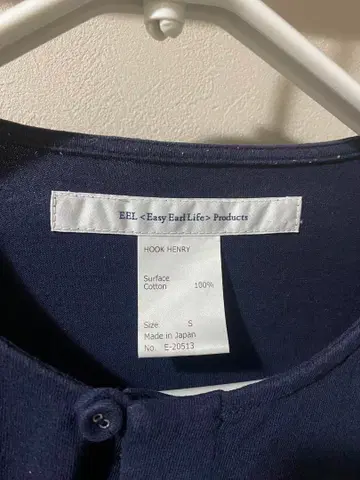 EEL <Easy Earl Life> Products
HOOK HENRY
Surface
Cotton 100%
Size S
Made in Japan
No. E-20513